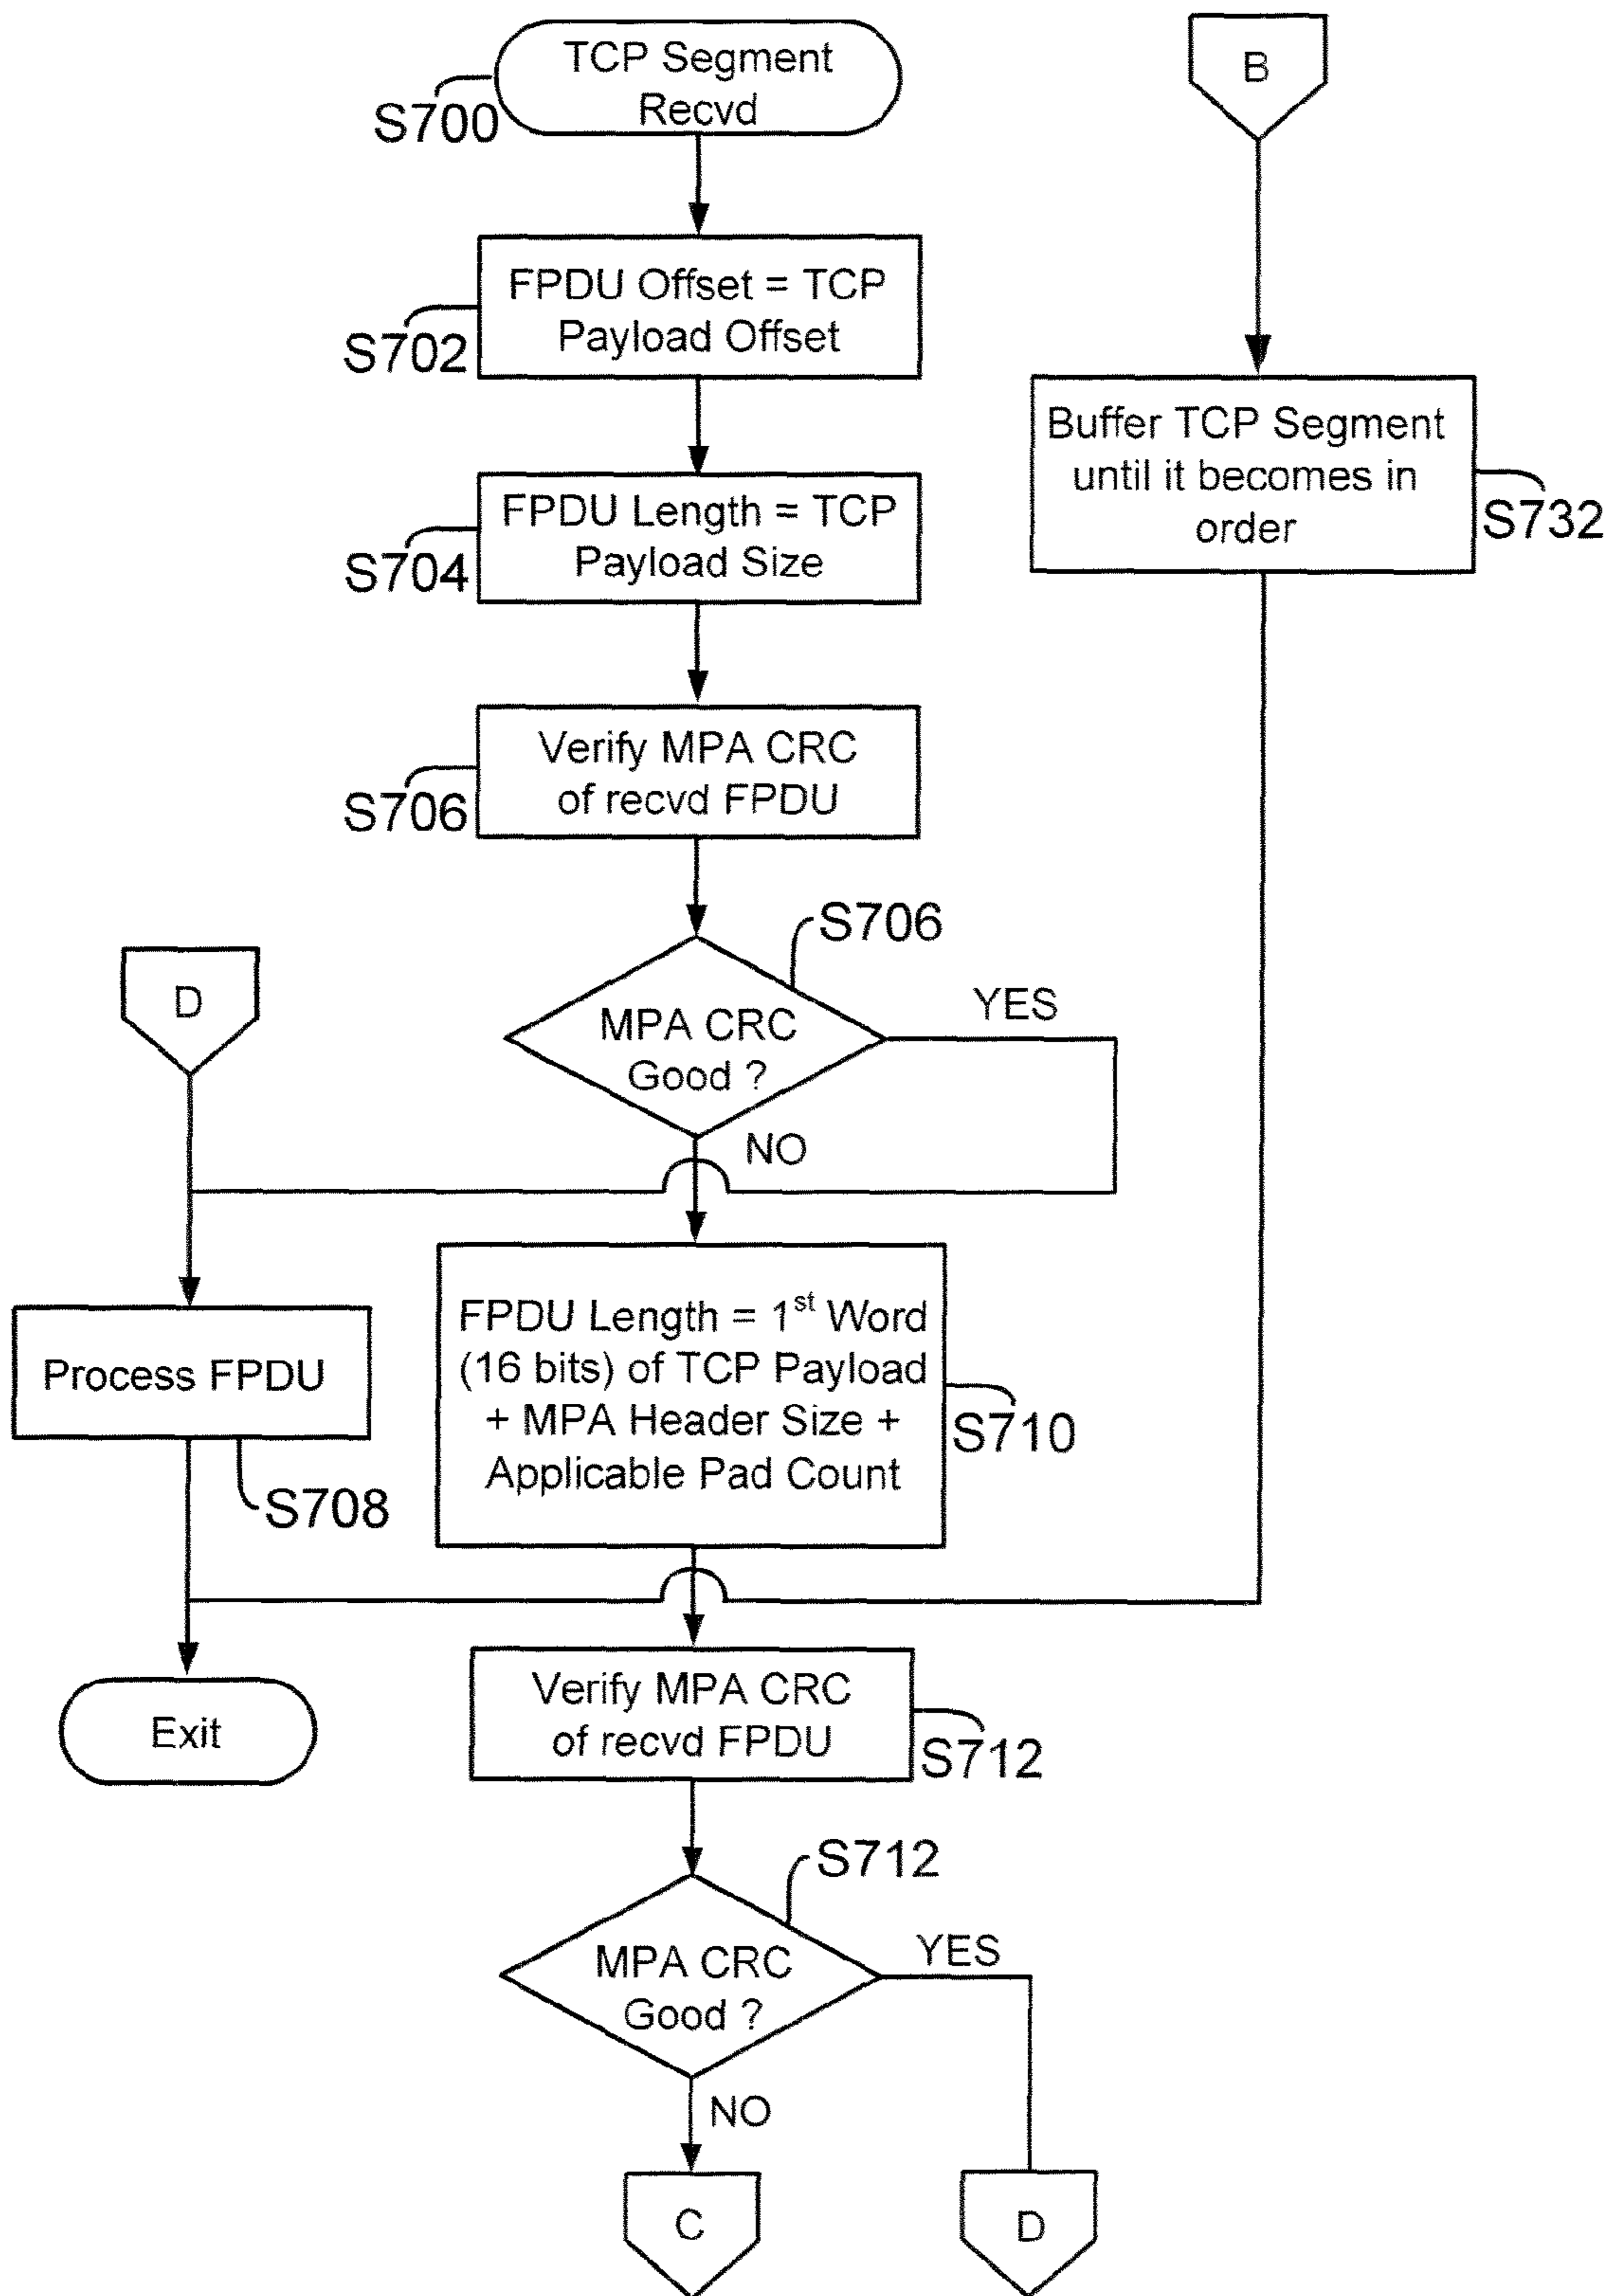 TCP Segment
Recvd
S700
B
FPDU Offset = TCP
Payload Offset
S702
Buffer TCP Segment
until it becomes in
order
S732
FPDU Length = TCP
Payload Size
S704
Verify MPA CRC
of recvd FPDU
S706
S706
D
MPA CRC
Good ?
YES
NO
Process FPDU
S708
FPDU Length = 1st Word
(16 bits) of TCP Payload
+ MPA Header Size +
Applicable Pad Count
S710
Exit
Verify MPA CRC
of recvd FPDU
S712
S712
MPA CRC
Good ?
YES
NO
C
D